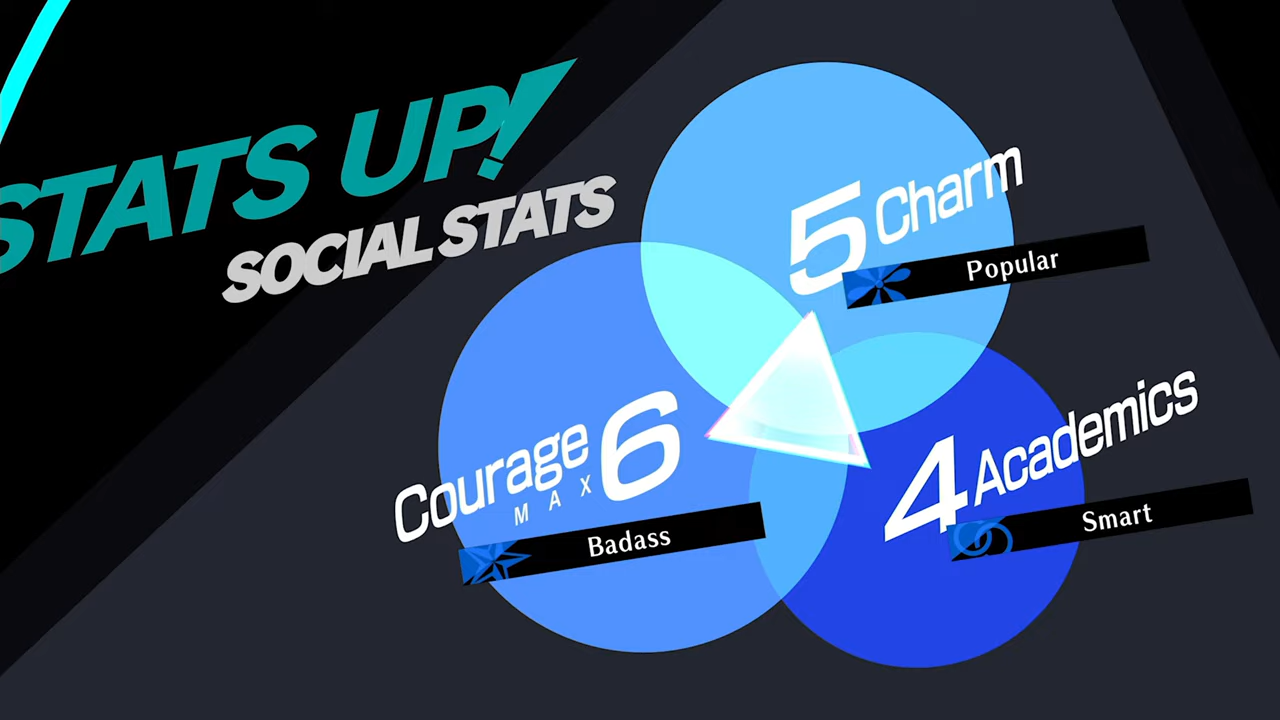 STATS UP!
SOCIAL STATS
5 Charm
Popular
Courage 6
MAX
Badass
4 Academics
Smart